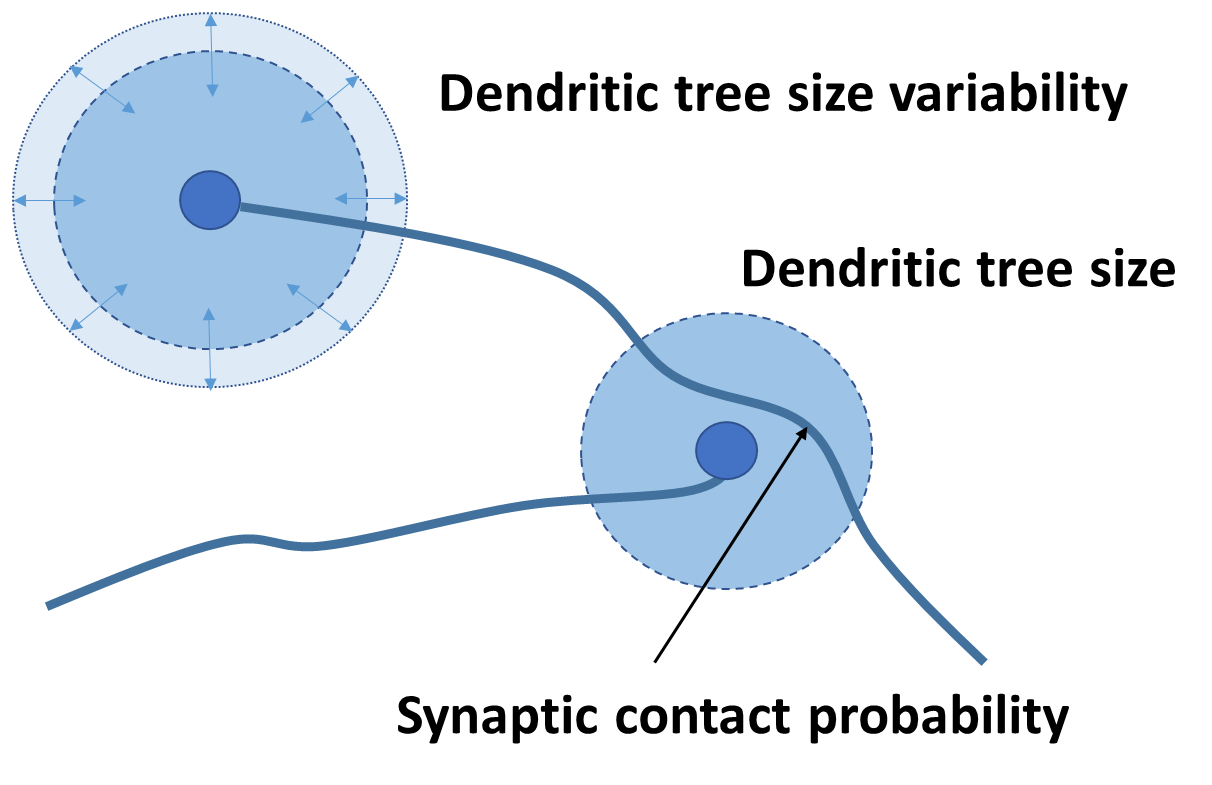 Dendritic tree size variability
Dendritic tree size
Synaptic contact probability